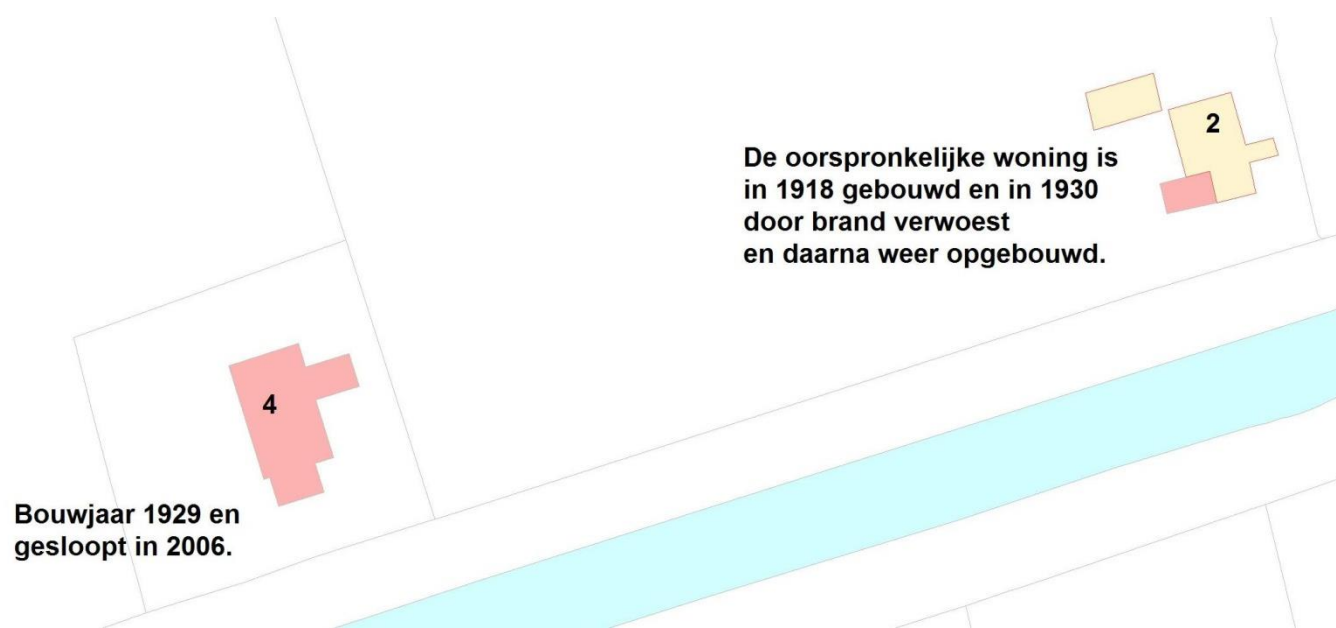 2
De oorspronkelijke woning is
in 1918 gebouwd en in 1930
door brand verwoest
en daarna weer opgebouwd.
4
Bouwjaar 1929 en
gesloopt in 2006.